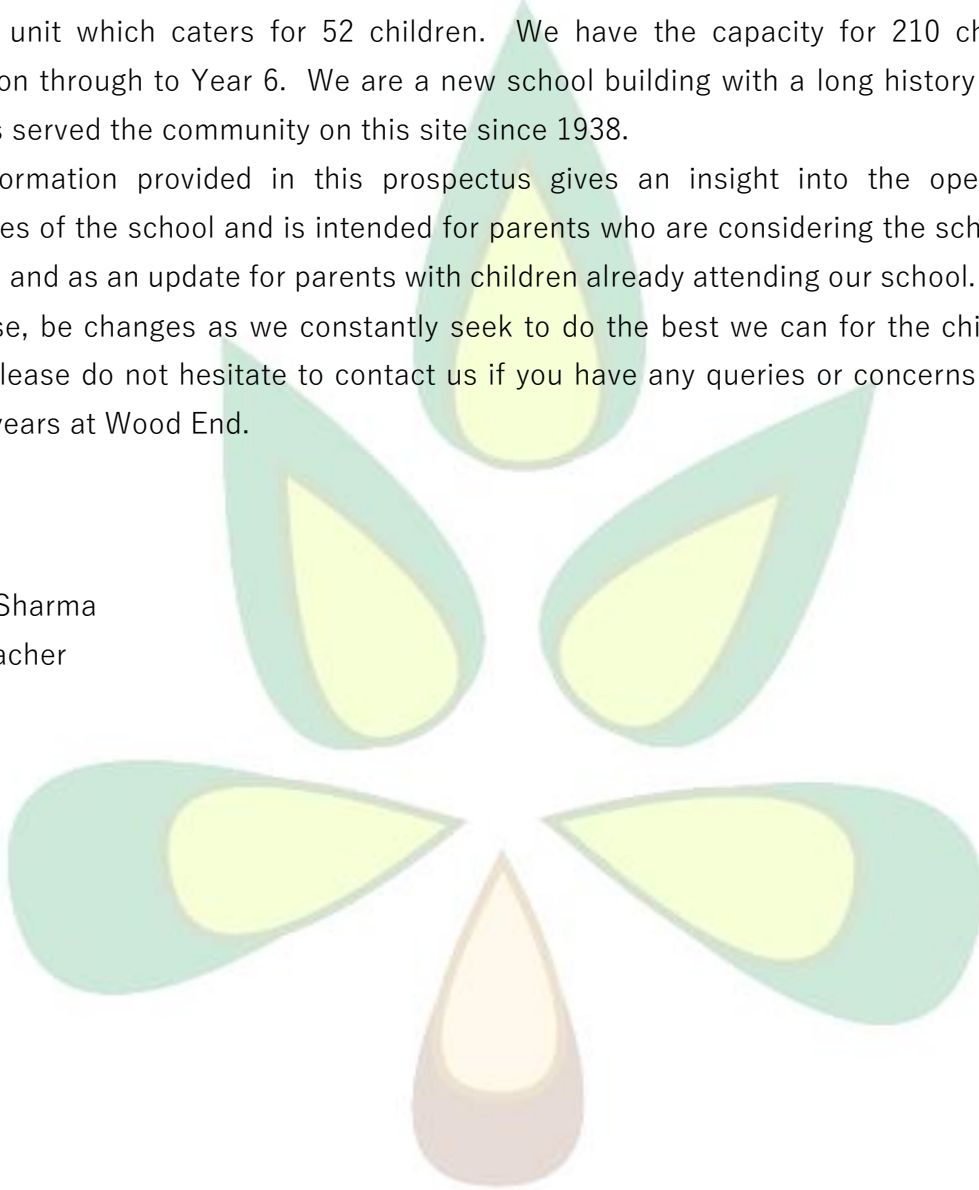 unit which caters for 52 children. We have the capacity for 210 ch
on through to Year 6. We are a new school building with a long history
s served the community on this site since 1938.
ormation provided in this prospectus gives an insight into the ope
es of the school and is intended for parents who are considering the sch
and as an update for parents with children already attending our school.
se, be changes as we constantly seek to do the best we can for the chi
lease do not hesitate to contact us if you have any queries or concerns
years at Wood End.
Sharma
acher